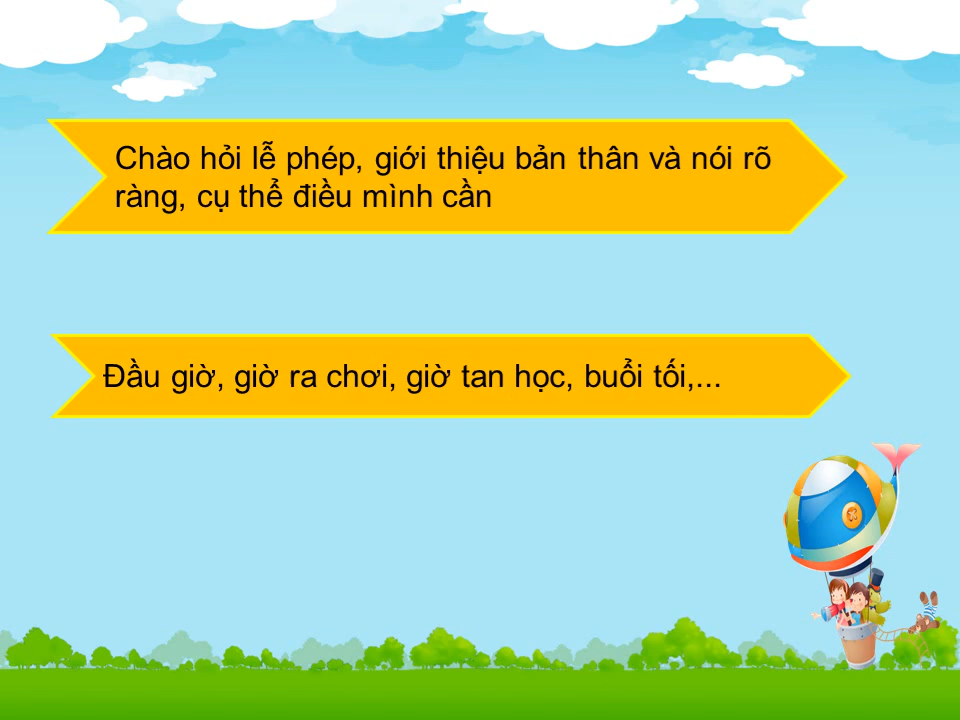 Chào hỏi lễ phép, giới thiệu bản thân và nói rõ
ràng, cụ thể điều mình cần
Đầu giờ, giờ ra chơi, giờ tan học, buổi tối,...